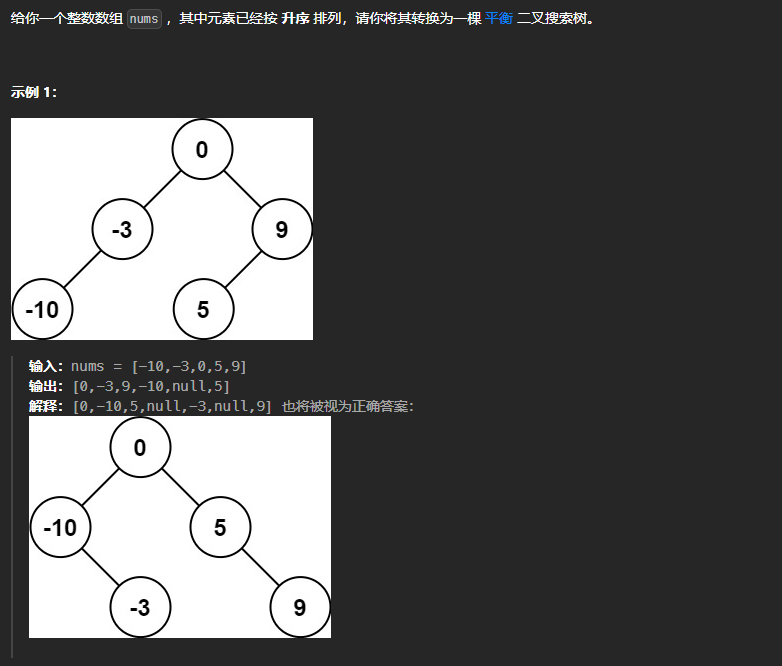 给你一个整数数组 nums ，其中元素已经按 升序 排列，请你将其转换为一棵 平衡 二叉搜索树。
示例 1：
0
-3 9
-10 5
输入：nums = [-10,-3,0,5,9]
输出：[0,-3,9,-10,null,5]
解释：[0,-10,5,null,-3,null,9] 也将被视为正确答案：
0
-10 5
-3 9